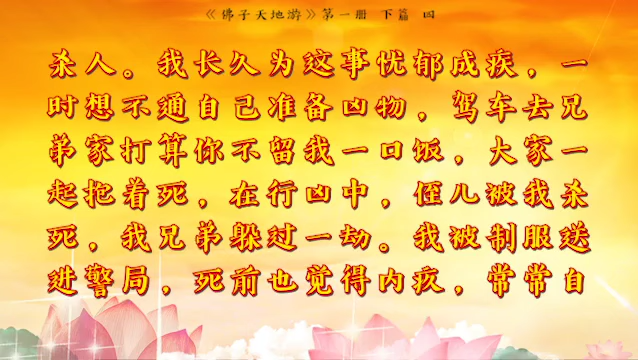 《佛子天地游》第一册 下篇 四
杀人。我长久为这事忧郁成疾，一
时想不通自己准备凶物，驾车去兄
弟家打算你不留我一口饭，大家一
起抱着死，在行凶中，侄儿被我杀
死，我兄弟躲过一劫。我被制服送
进警局，死前也觉得内疚，常常自